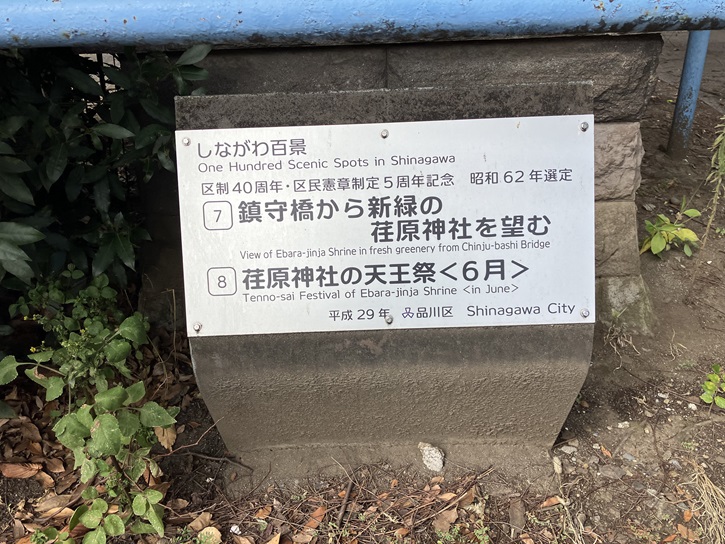 しながわ百景
One Hundred Scenic Spots in Shinagawa
区制40周年・区民憲章制定5周年記念　昭和62年選定
7 鎮守橋から新緑の
荏原神社を望む
View of Ebara-jinja Shrine in fresh greenery from Chinju-bashi Bridge
8 荏原神社の天王祭＜6月＞
Tenno-sai Festival of Ebara-jinja Shrine <in June>
平成29年 品川区 Shinagawa City